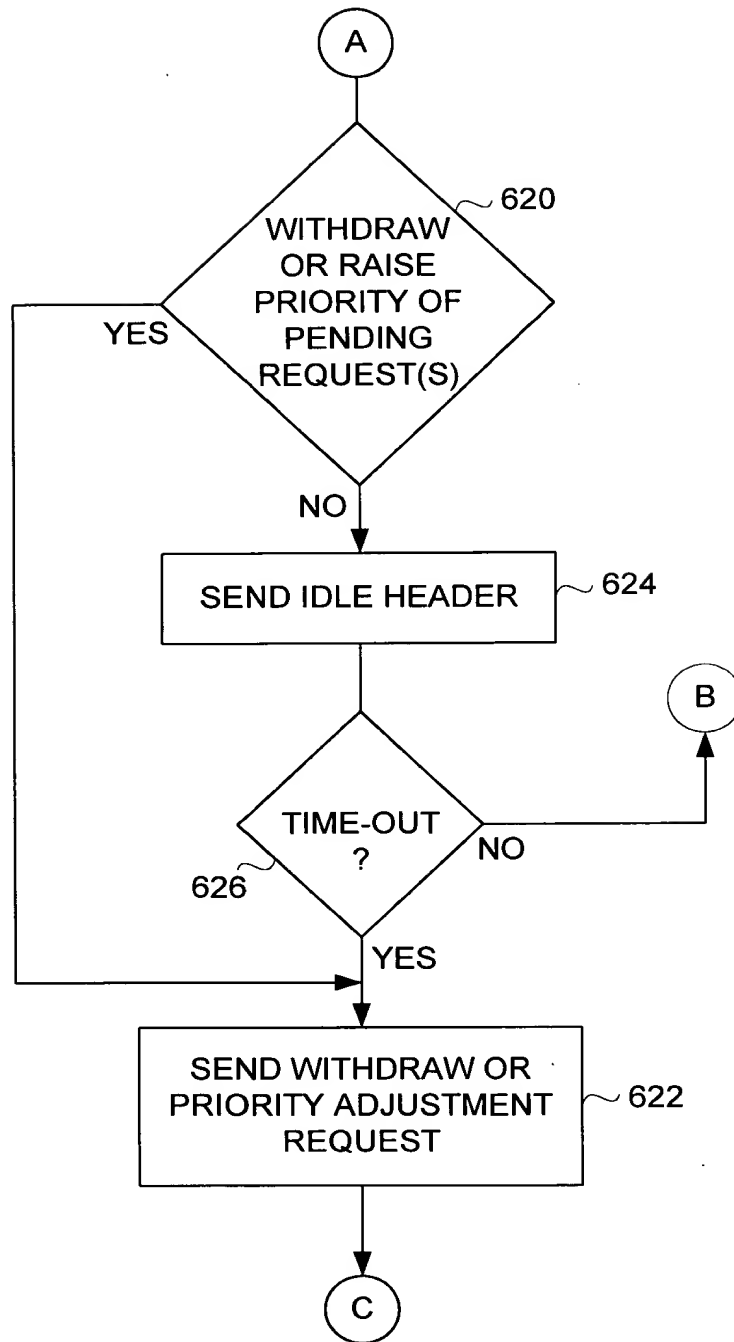 A
WITHDRAW
OR RAISE
PRIORITY OF
PENDING
REQUEST(S)
620
YES
NO
SEND IDLE HEADER
624
B
TIME-OUT
?
NO
626
YES
SEND WITHDRAW OR
PRIORITY ADJUSTMENT
REQUEST
622
C